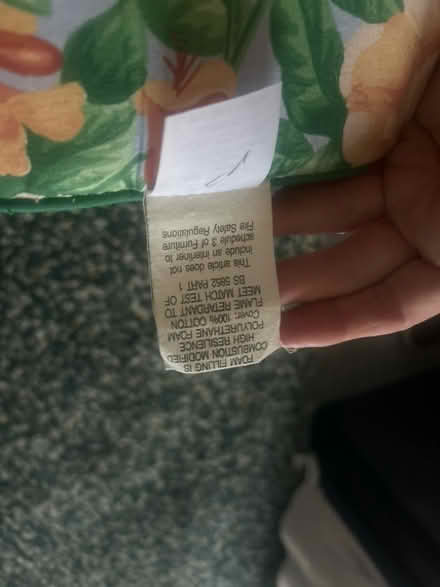 FOAM FILLING IS
COMBUSTION MODIFIED
HIGH RESILIENCE
POLYURETHANE FOAM
Cover: 100% COTTON
FLAME RETARDANT TO
MEET MATCH TEST OF
BS 5852 PART 1
This article does not
include an interliner to
schedule 3 of Furniture
Fire Safety Regulations